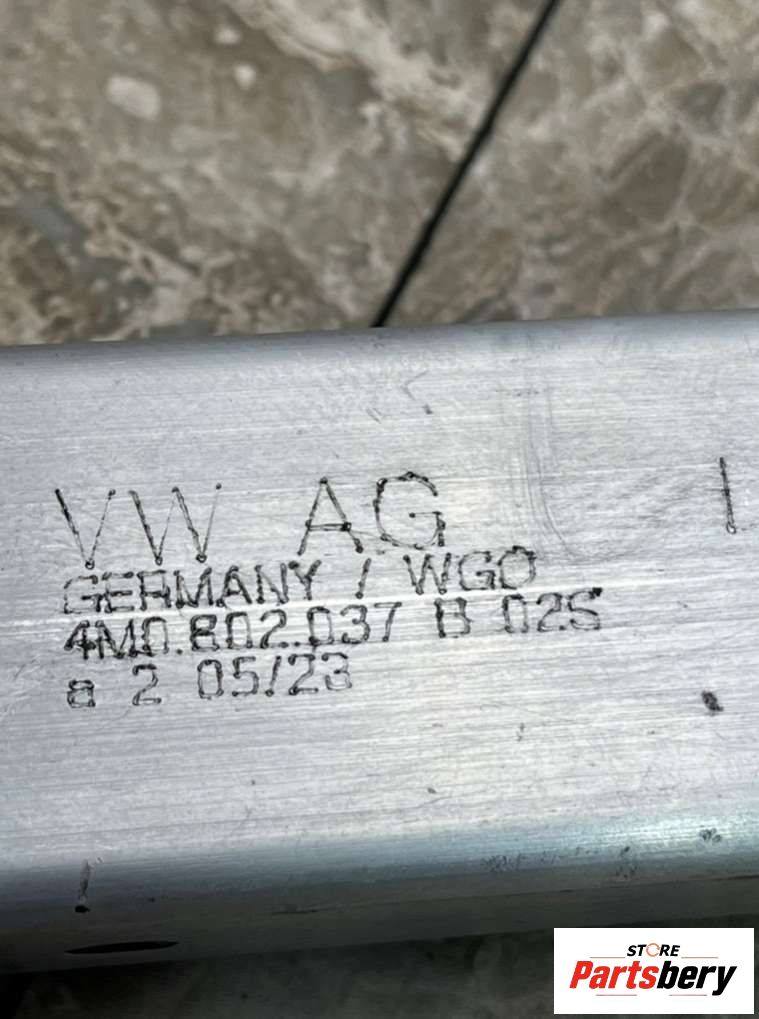 VW AG
GERMANY / WGO
4M0.802.037 B 02S
a 2 05/23
STORE
Partsbery